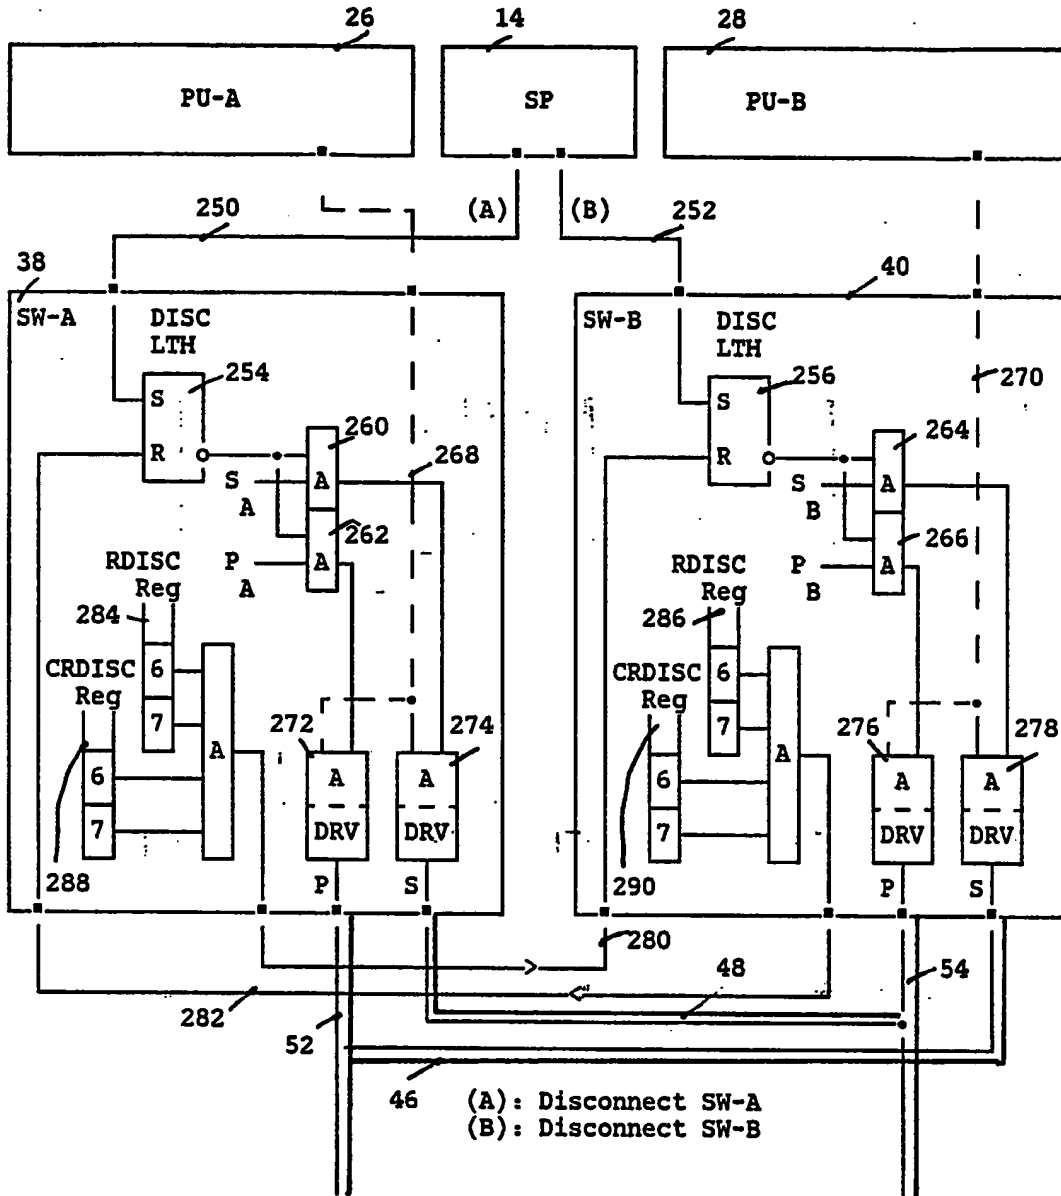 26 14 28
PU-A SP PU-B
250 (A) (B) 252
38 40
SW-A DISC SW-B DISC
LTH LTH
254 256 270
S S
260 264
R R
268
S A S A
A B
262 266
P A P A
A B
RDISC RDISC
Reg Reg
284 286
CRDISC 6 CRDISC 6
Reg Reg
7 272 274 7 276 278
A A
6 A A 6 A A
7 DRV DRV 7 DRV DRV
288 P S 290 P S
280
48 54
282 52
46 (A): Disconnect SW-A
(B): Disconnect SW-B